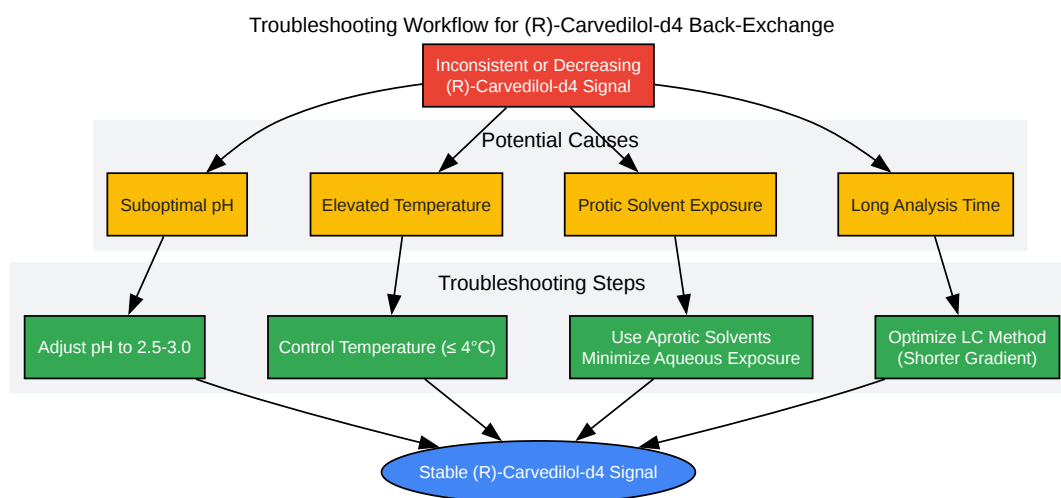 Troubleshooting Workflow for (R)-Carvedilol-d4 Back-Exchange
Inconsistent or Decreasing
(R)-Carvedilol-d4 Signal
Potential Causes
Suboptimal pH
Elevated Temperature
Protic Solvent Exposure
Long Analysis Time
Troubleshooting Steps
Adjust pH to 2.5-3.0
Control Temperature (≤ 4°C)
Use Aprotic Solvents
Minimize Aqueous Exposure
Optimize LC Method
(Shorter Gradient)
Stable (R)-Carvedilol-d4 Signal